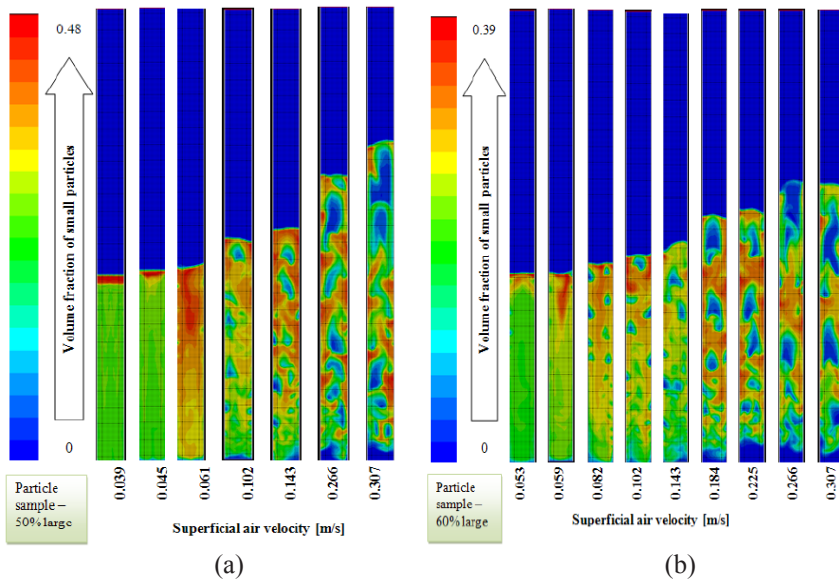 0.48
Volume fraction of small particles
0
Particle
sample –
50% large
0.039
0.045
0.061
0.102
0.143
0.266
0.307
Superficial air velocity [m/s]
(a)
0.39
Volume fraction of small particles
0
Particle
sample –
60% large
0.053
0.059
0.082
0.102
0.143
0.184
0.225
0.266
0.307
Superficial air velocity [m/s]
(b)